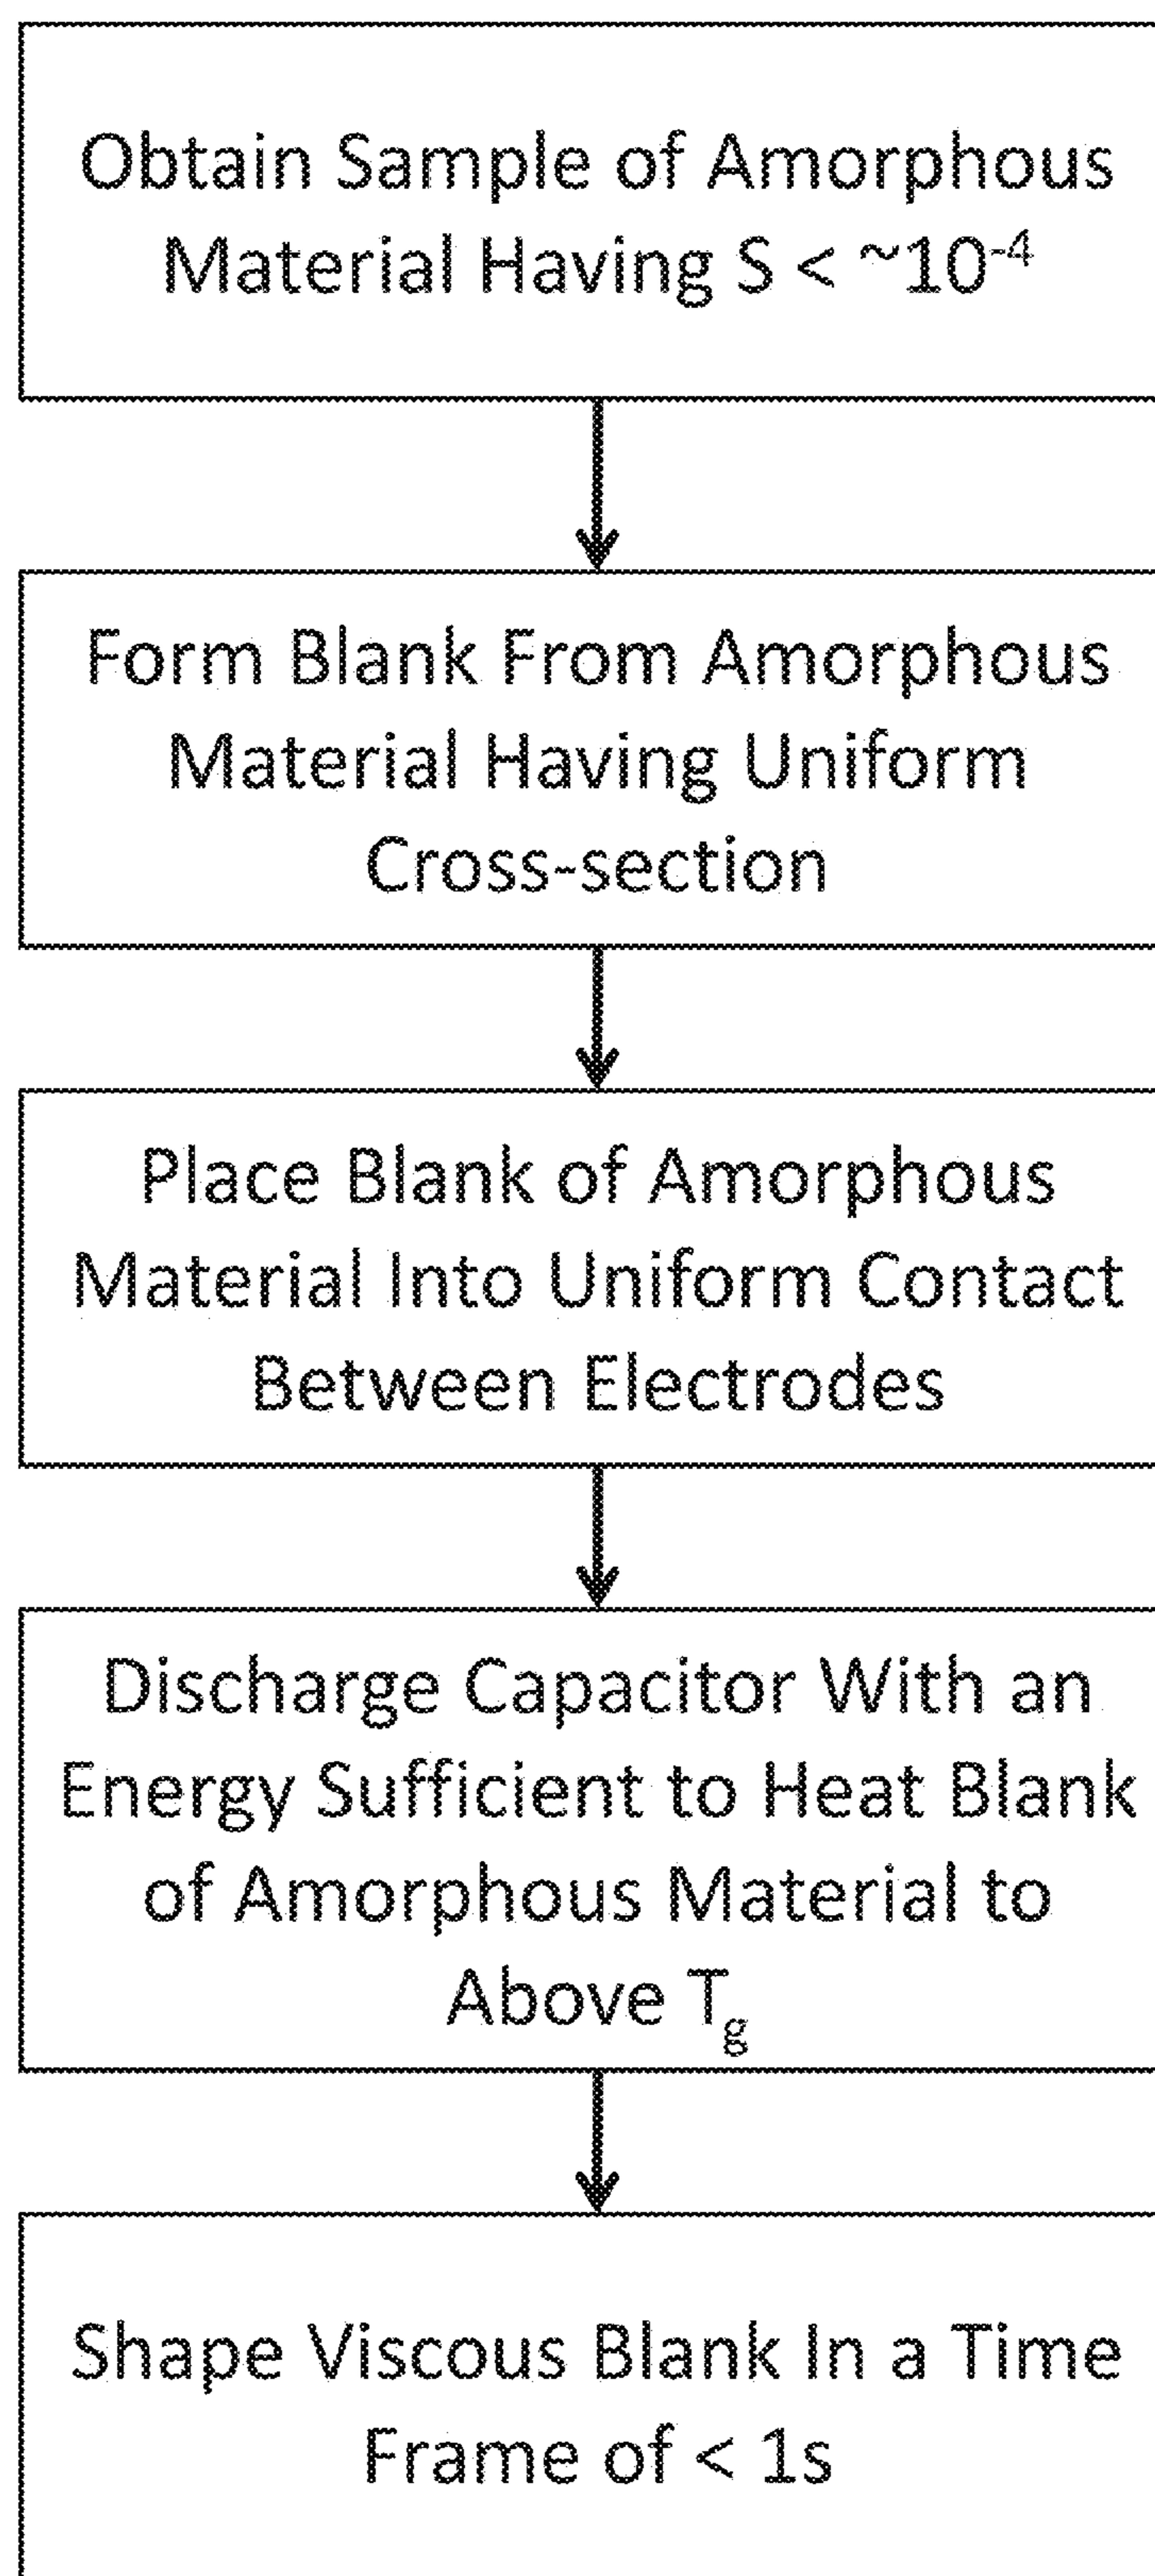 Obtain Sample of Amorphous
Material Having S < ~10⁻⁴
Form Blank From Amorphous
Material Having Uniform
Cross-section
Place Blank of Amorphous
Material Into Uniform Contact
Between Electrodes
Discharge Capacitor With an
Energy Sufficient to Heat Blank
of Amorphous Material to
Above Tg
Shape Viscous Blank In a Time
Frame of < 1s